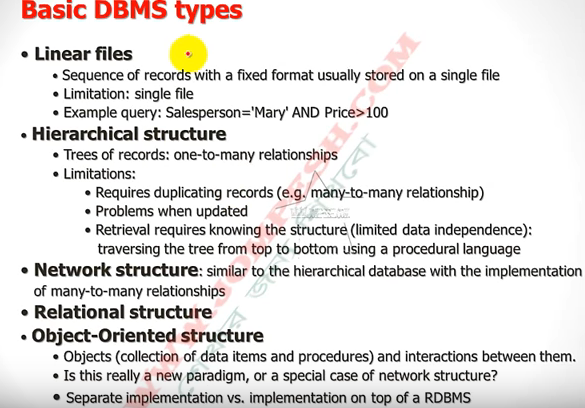 Basic DBMS types
• Linear files
• Sequence of records with a fixed format usually stored on a single file
• Limitation: single file
• Example query: Salesperson='Mary' AND Price>100
• Hierarchical structure
• Trees of records: one-to-many relationships
• Limitations:
• Requires duplicating records (e.g. many-to-many relationship)
• Problems when updated
• Retrieval requires knowing the structure (limited data independence):
traversing the tree from top to bottom using a procedural language
• Network structure: similar to the hierarchical database with the implementation
of many-to-many relationships
• Relational structure
• Object-Oriented structure
• Objects (collection of data items and procedures) and interactions between them.
• Is this really a new paradigm, or a special case of network structure?
• Separate implementation vs. implementation on top of a RDBMS